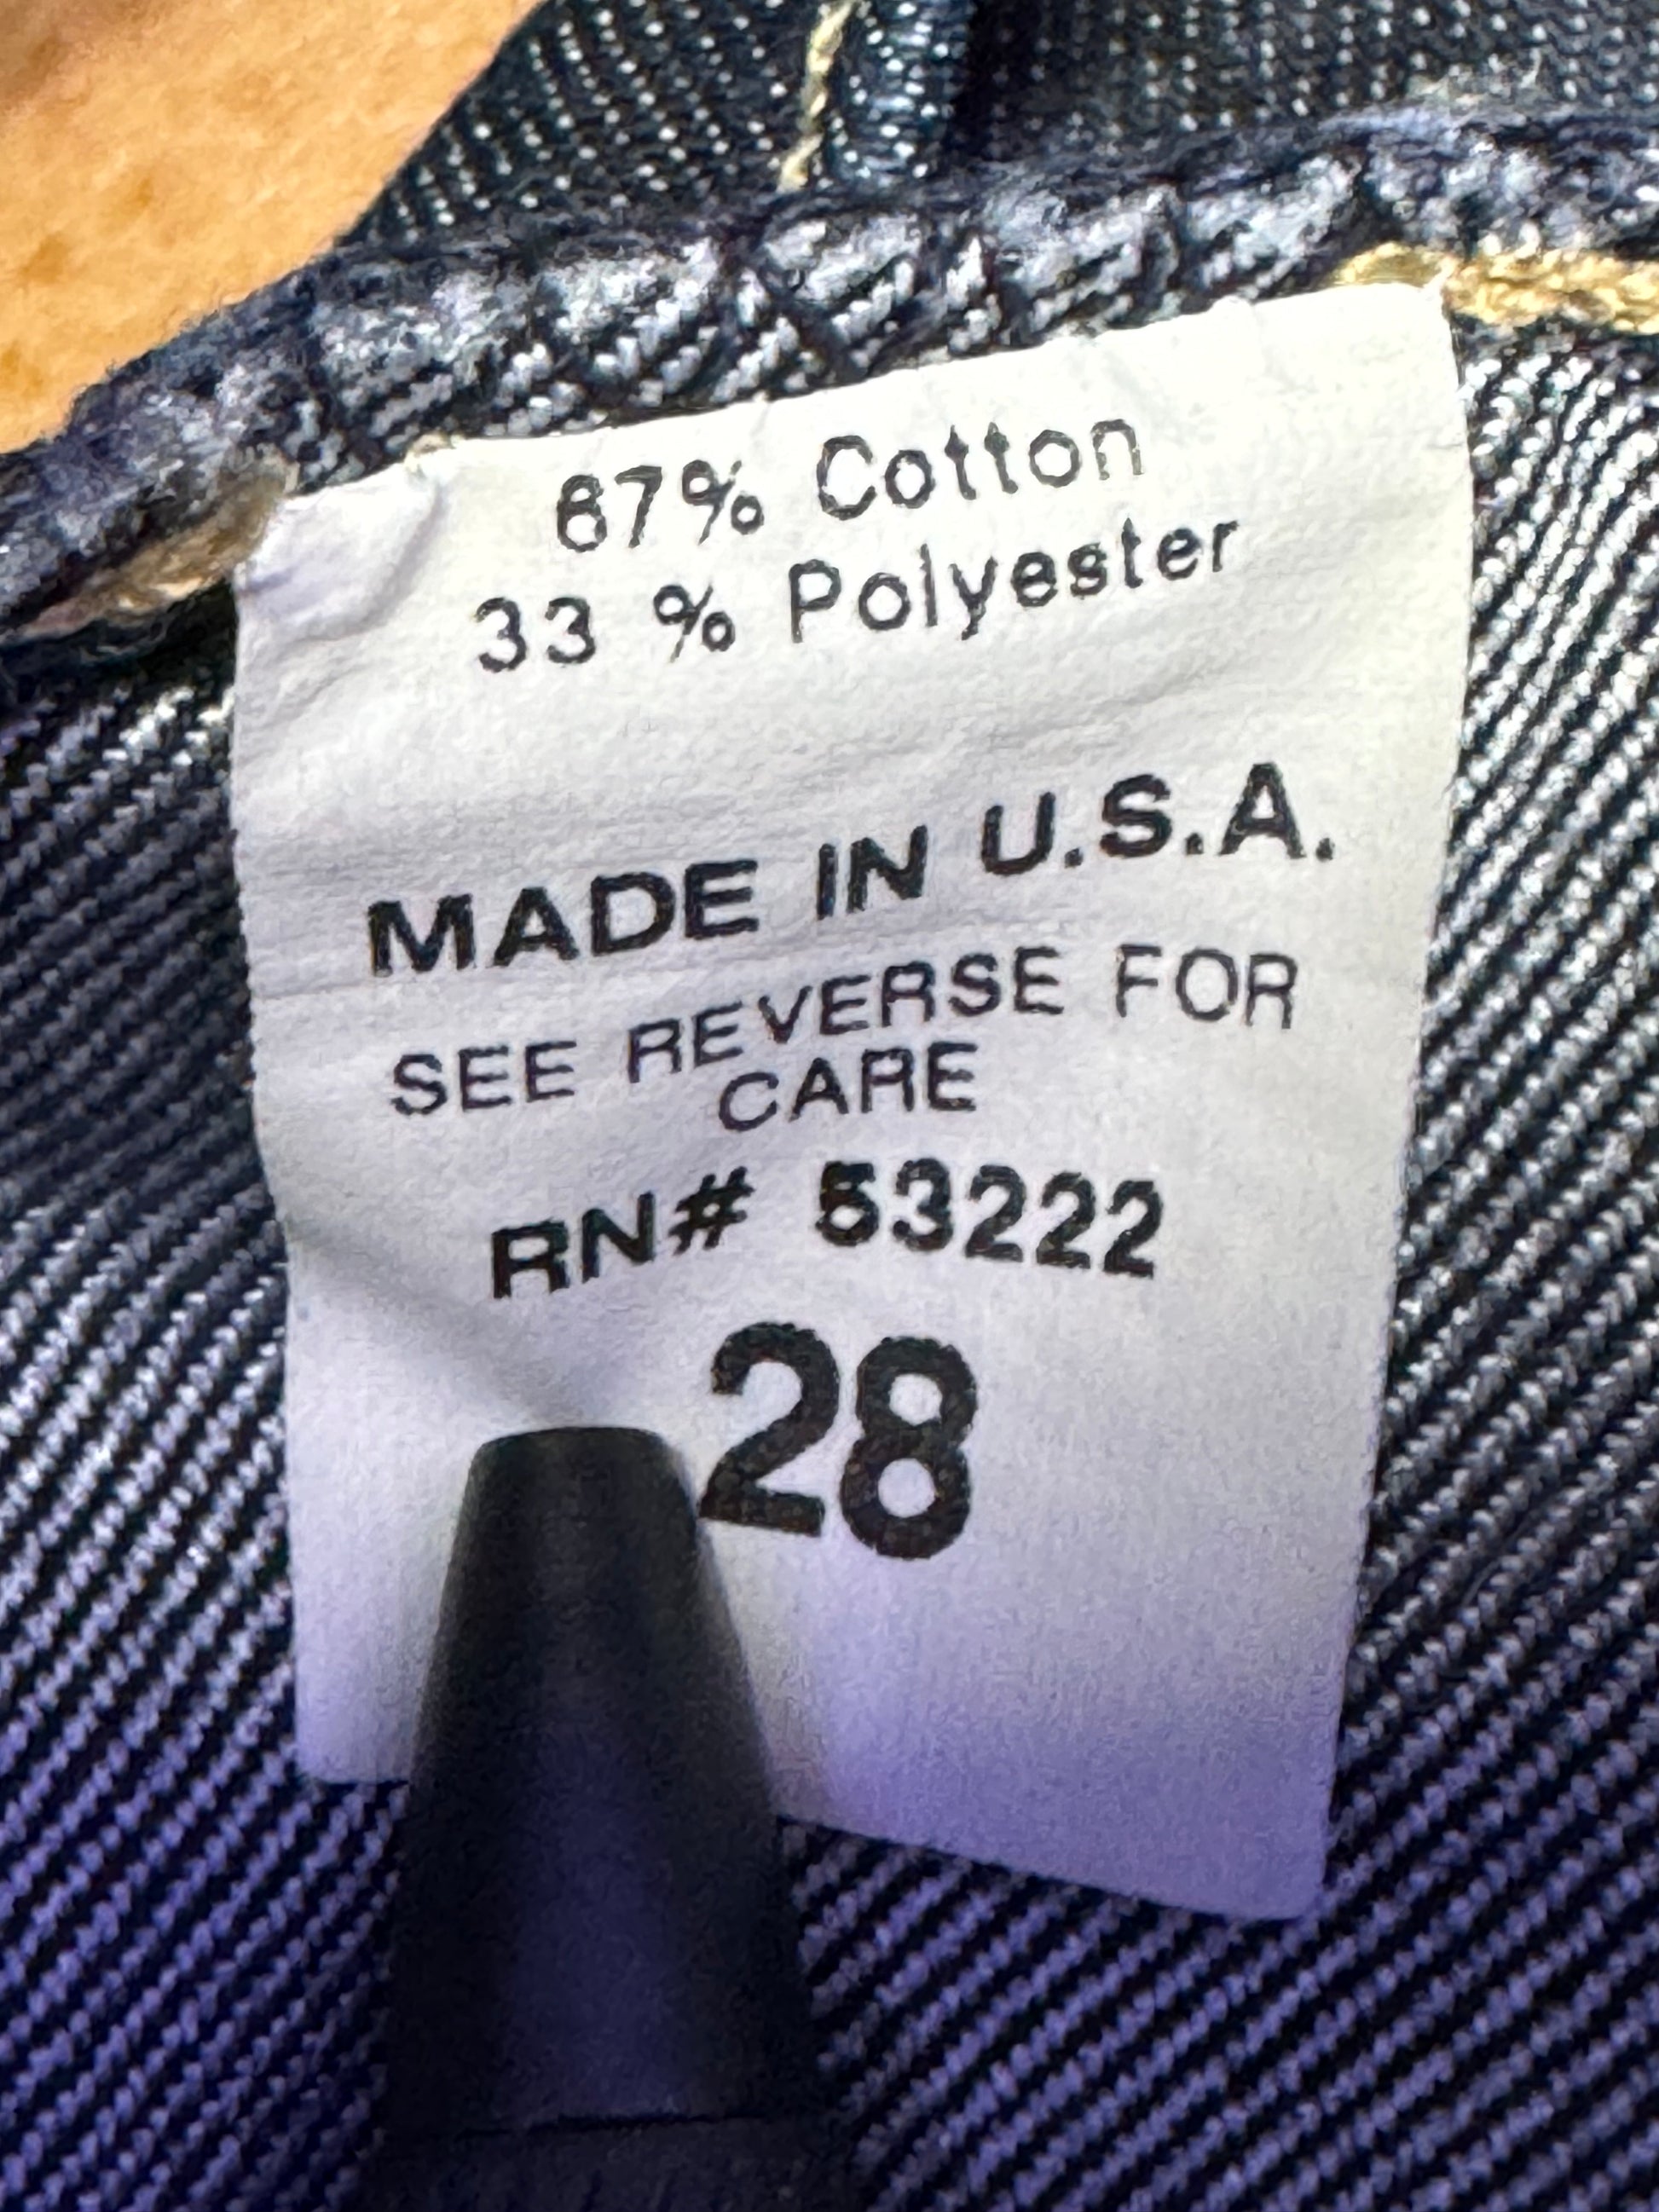 67% Cotton
33 % Polyester
MADE IN U.S.A.
SEE REVERSE FOR
CARE
RN# 53222
28